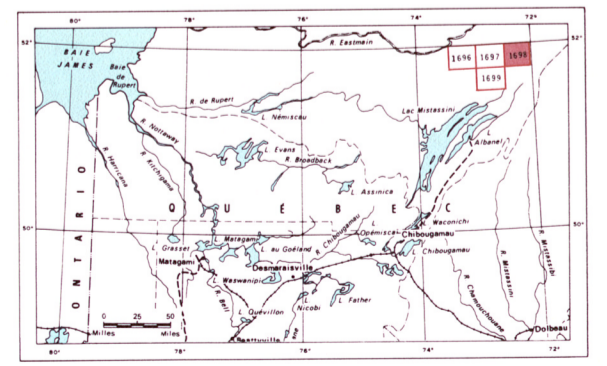 80° 78° 76° 74° 72°
52° 52°
BAIE
JAMES
Baie
de
Rupert
R. Eastmain
1696 1697 1698
1699
R. de Rupert
L. Némiscau
Lac Mistassini
L. Albanel
R. Nottaway
R. Kitchigama
R. Harricana
L. Evans
R. Broadback
L. Assinica
ONTARIO
QUÉBEC
L. Waconichi
50° 50°
L. Matagami
L. au Goéland
R. Chibougamau
L. Opémisca
Chibougamau
L. Chibougamau
L. Grasset
Matagami
Desmaraisville
L. Waswanipi
R. Bell
L. Quévillon
L. Nicobi
L. Father
R. Chamouchouane
R. Mistassini
R. Mistassibi
Dolbeau
0 25 50
Milles Miles
80° 78° 76° 74° 72°